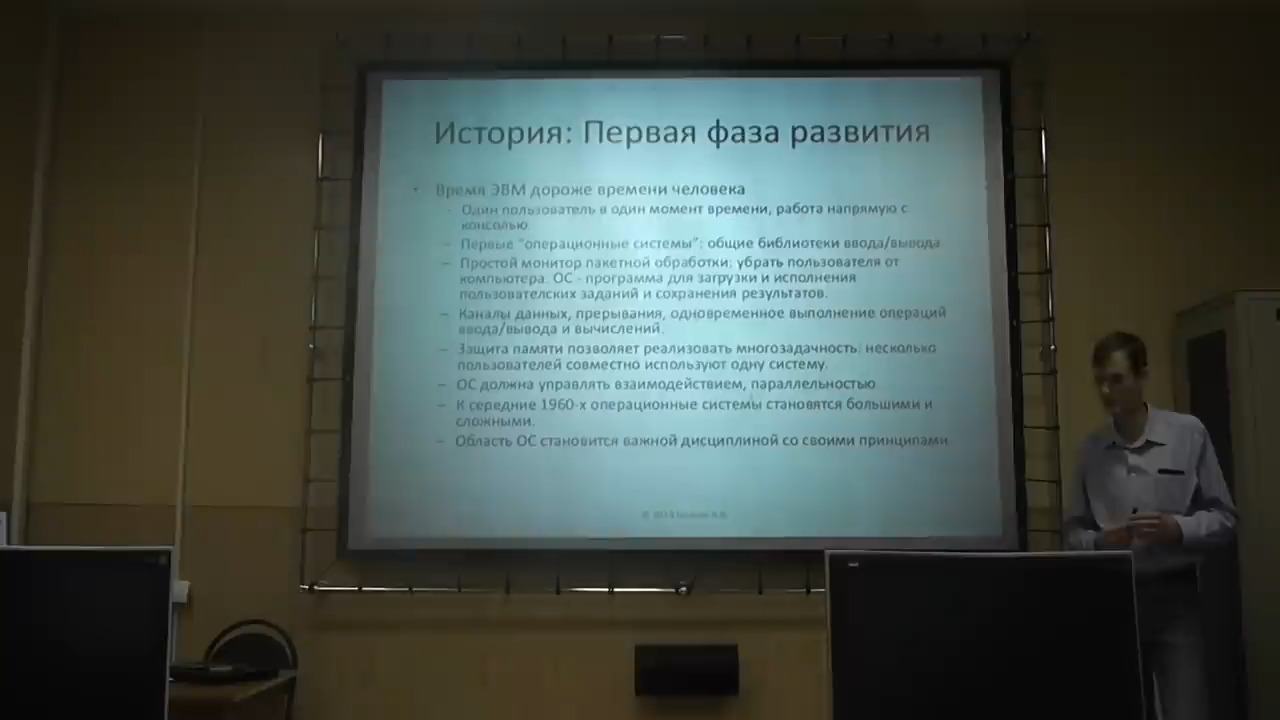 История: Первая фаза развития
• Время ЭВМ дороже времени человека
– Один пользователь в один момент времени, работа напрямую с
консолью.
– Первые "операционные системы": общие библиотеки ввода/вывода
– Простой монитор пакетной обработки: убрать пользователя от
компьютера. ОС - программа для загрузки и исполнения
пользовательских заданий и сохранения результатов.
– Каналы данных, прерывания, одновременное выполнение операций
ввода/вывода и вычислений.
– Защита памяти позволяет реализовать многозадачность: несколько
пользователей совместно используют одну систему.
– ОС должна управлять взаимодействием, параллельностью
– К середине 1960-х операционные системы становятся большими и
сложными.
– Область ОС становится важной дисциплиной со своими принципами